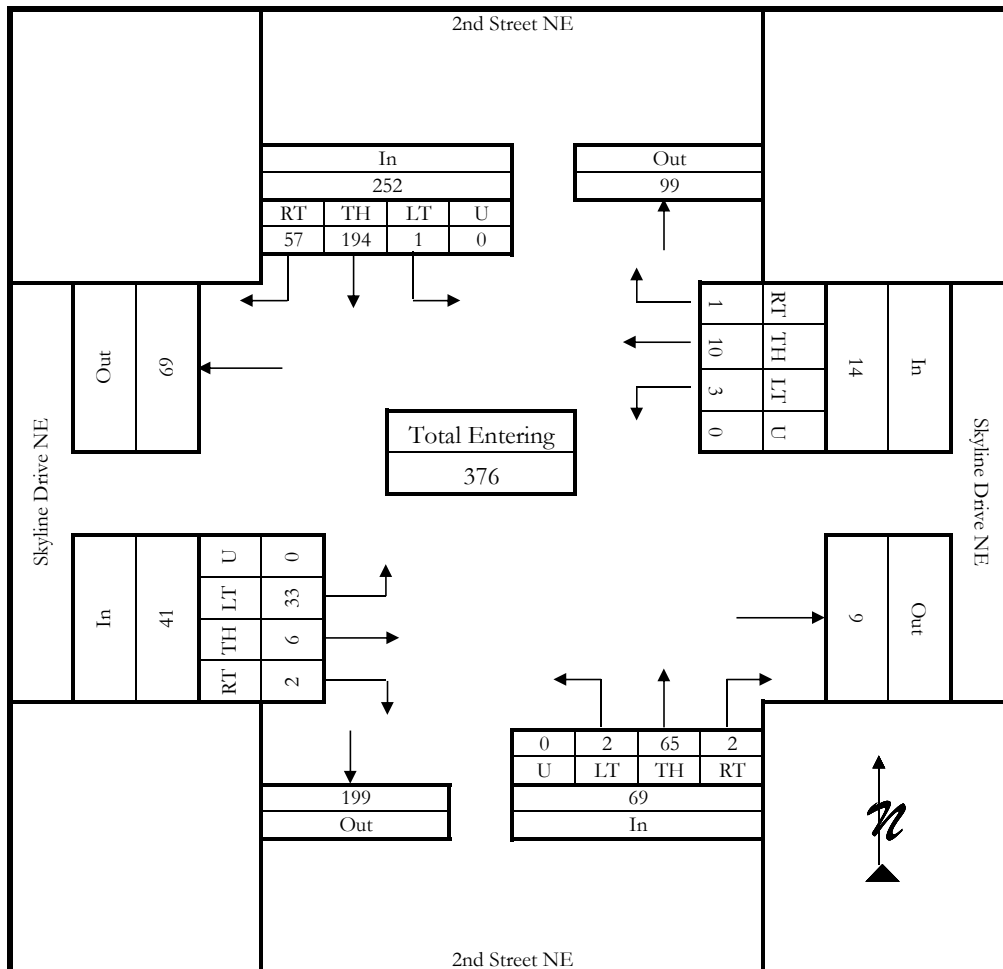 2nd Street NE
In
252
RT TH LT U
57 194 1 0
Out
99
Out
69
RT TH LT U
1 10 3 0
14
In
Skyline Drive NE
Skyline Drive NE
Total Entering
376
In
41
U LT TH RT
0 33 6 2
9
Out
0 2 65 2
U LT TH RT
69
In
199
Out
N
2nd Street NE